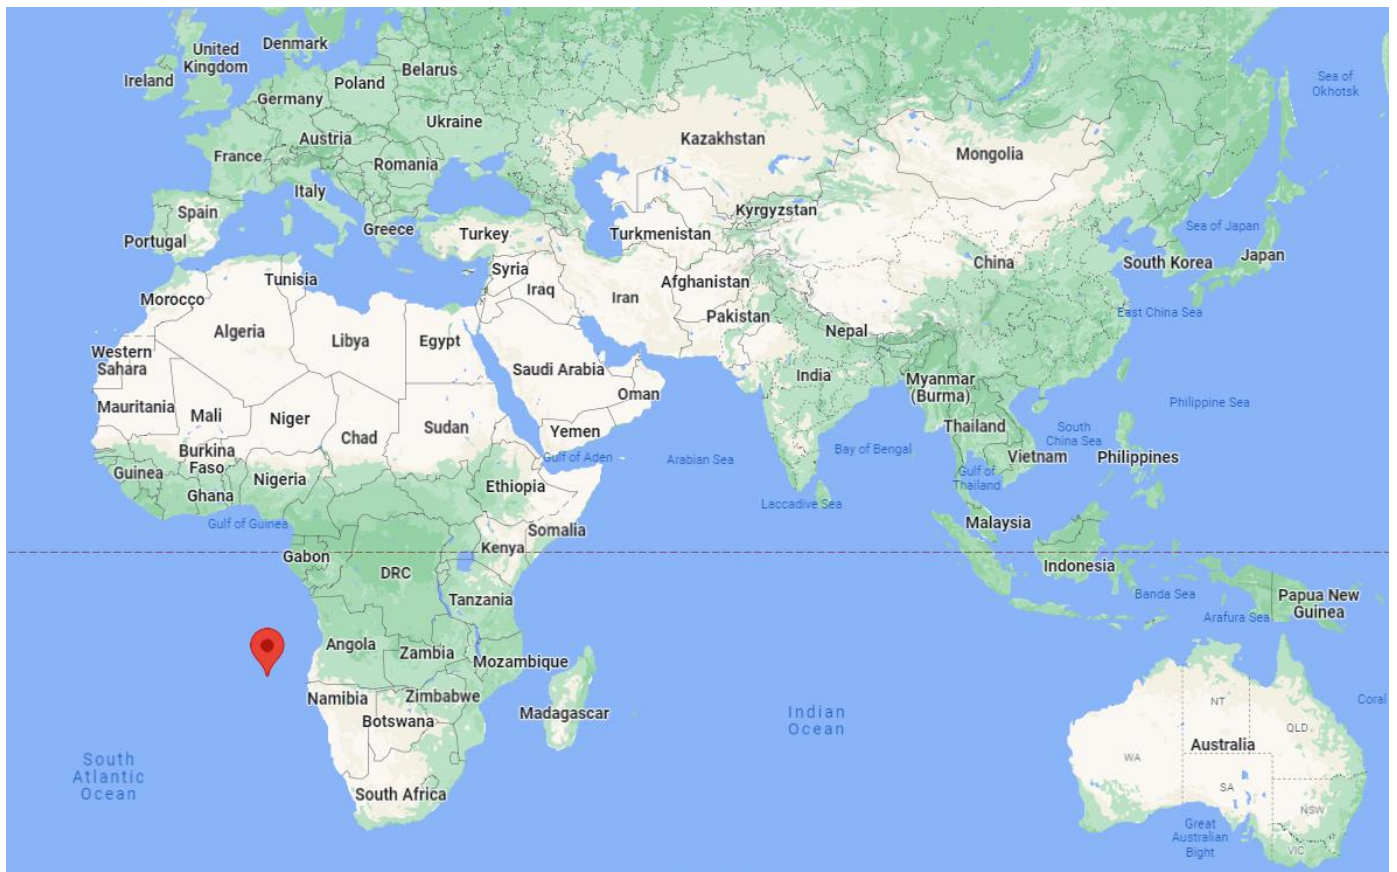 United
Kingdom
Denmark
Ireland
Poland
Belarus
Germany
Ukraine
Austria
France
Romania
Italy
Spain
Portugal
Greece
Turkey
Kazakhstan
Mongolia
Sea of
Okhotsk
Kyrgyzstan
Turkmenistan
Sea of Japan
Japan
South Korea
China
Tunisia
Syria
Iraq
Iran
Afghanistan
Morocco
Algeria
Libya
Egypt
Pakistan
Nepal
East China Sea
Western
Sahara
Saudi Arabia
India
Myanmar
(Burma)
Oman
Mauritania
Mali
Niger
Chad
Sudan
Yemen
Thailand
Philippine Sea
South
China Sea
Burkina
Faso
Gulf of Aden
Arabian Sea
Bay of Bengal
Vietnam
Philippines
Guinea
Ghana
Nigeria
Ethiopia
Gulf of
Thailand
Laccadive Sea
Gulf of Guinea
Somalia
Malaysia
Gabon
Kenya
DRC
Indonesia
Tanzania
Banda Sea
Papua New
Guinea
Arafura Sea
Angola
Zambia
Mozambique
Namibia
Zimbabwe
Botswana
Madagascar
Indian
Ocean
Coral
NT
QLD
Australia
WA
SA
NSW
South
Atlantic
Ocean
South Africa
Great
Australian
Bight
VIC